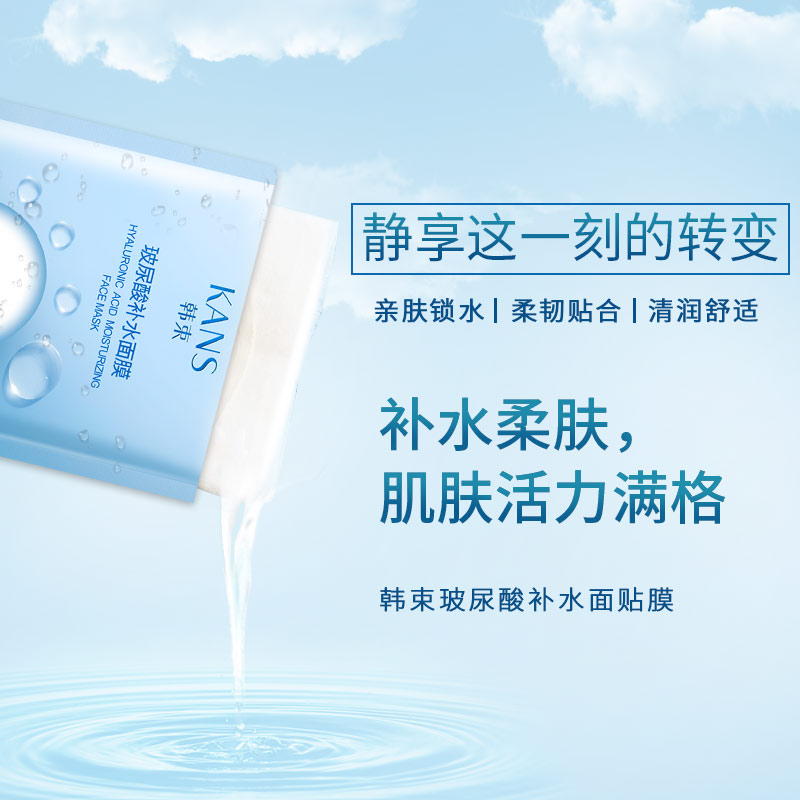 KANS
韩束
玻尿酸补水面膜
HYALURONIC ACID MOISTURIZING
FACE MASK
静享这一刻的转变
亲肤锁水 | 柔韧贴合 | 清润舒适
补水柔肤，
肌肤活力满格
韩束玻尿酸补水面贴膜